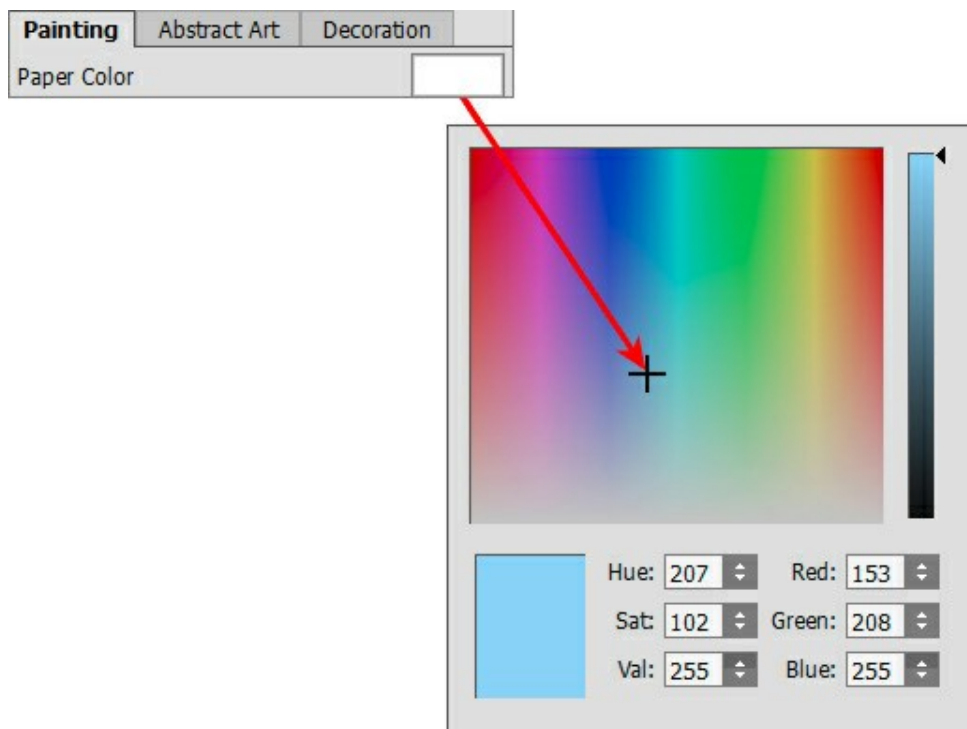 Painting Abstract Art Decoration
Paper Color
Hue: 207 Red: 153
Sat: 102 Green: 208
Val: 255 Blue: 255